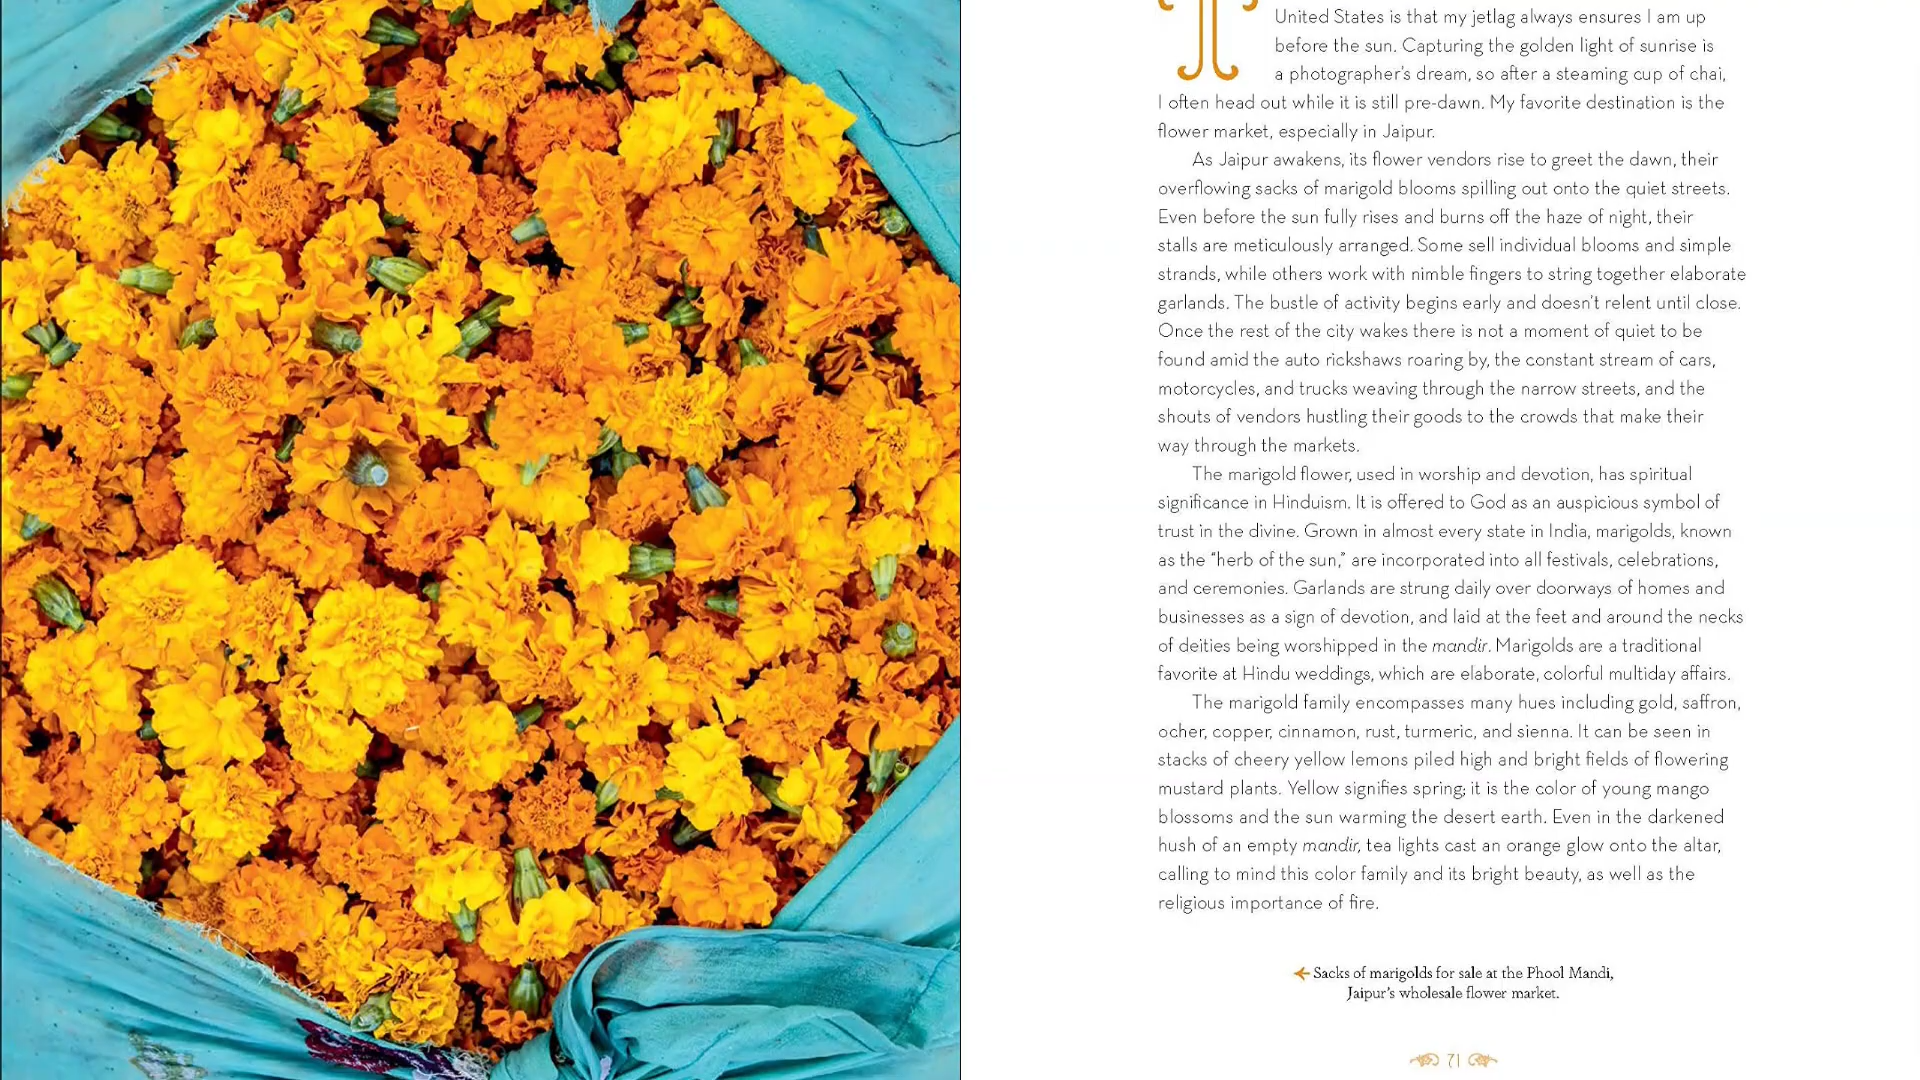 T
United States is that my jetlag always ensures I am up
before the sun. Capturing the golden light of sunrise is
a photographer's dream, so after a steaming cup of chai,
I often head out while it is still pre-dawn. My favorite destination is the
flower market, especially in Jaipur.
As Jaipur awakens, its flower vendors rise to greet the dawn, their
overflowing sacks of marigold blooms spilling out onto the quiet streets.
Even before the sun fully rises and burns off the haze of night, their
stalls are meticulously arranged. Some sell individual blooms and simple
strands, while others work with nimble fingers to string together elaborate
garlands. The bustle of activity begins early and doesn't relent until close.
Once the rest of the city wakes there is not a moment of quiet to be
found amid the auto rickshaws roaring by, the constant stream of cars,
motorcycles, and trucks weaving through the narrow streets, and the
shouts of vendors hustling their goods to the crowds that make their
way through the markets.
The marigold flower, used in worship and devotion, has spiritual
significance in Hinduism. It is offered to God as an auspicious symbol of
trust in the divine. Grown in almost every state in India, marigolds, known
as the “herb of the sun,” are incorporated into all festivals, celebrations,
and ceremonies. Garlands are strung daily over doorways of homes and
businesses as a sign of devotion, and laid at the feet and around the necks
of deities being worshipped in the mandir. Marigolds are a traditional
favorite at Hindu weddings, which are elaborate, colorful multiday affairs.
The marigold family encompasses many hues including gold, saffron,
ocher, copper, cinnamon, rust, turmeric, and sienna. It can be seen in
stacks of cheery yellow lemons piled high and bright fields of flowering
mustard plants. Yellow signifies spring; it is the color of young mango
blossoms and the sun warming the desert earth. Even in the darkened
hush of an empty mandir, tea lights cast an orange glow onto the altar,
calling to mind this color family and its bright beauty, as well as the
religious importance of fire.
Sacks of marigolds for sale at the Phool Mandi,
Jaipur's wholesale flower market.
71